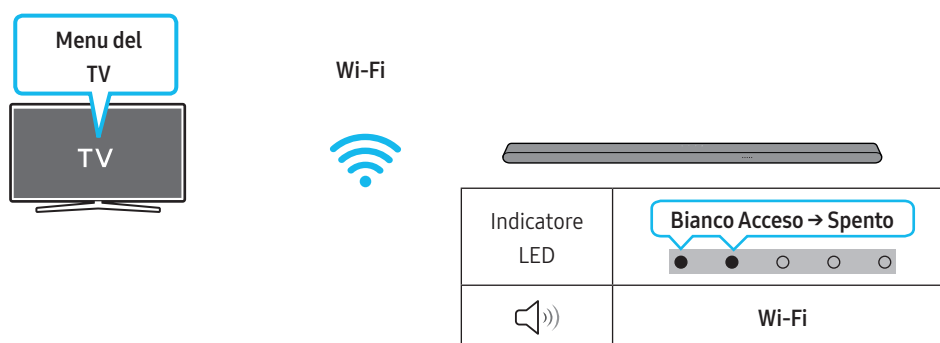 Menu del
TV
TV
Wi-Fi
Indicatore
LED
Bianco Acceso → Spento
Wi-Fi